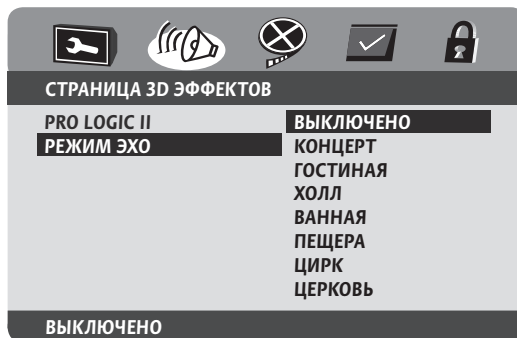 СТРАНИЦА 3D ЭФФЕКТОВ
PRO LOGIC II
РЕЖИМ ЭХО
ВЫКЛЮЧЕНО
КОНЦЕРТ
ГОСТИНАЯ
ХОЛЛ
ВАННАЯ
ПЕЩЕРА
ЦИРК
ЦЕРКОВЬ
ВЫКЛЮЧЕНО